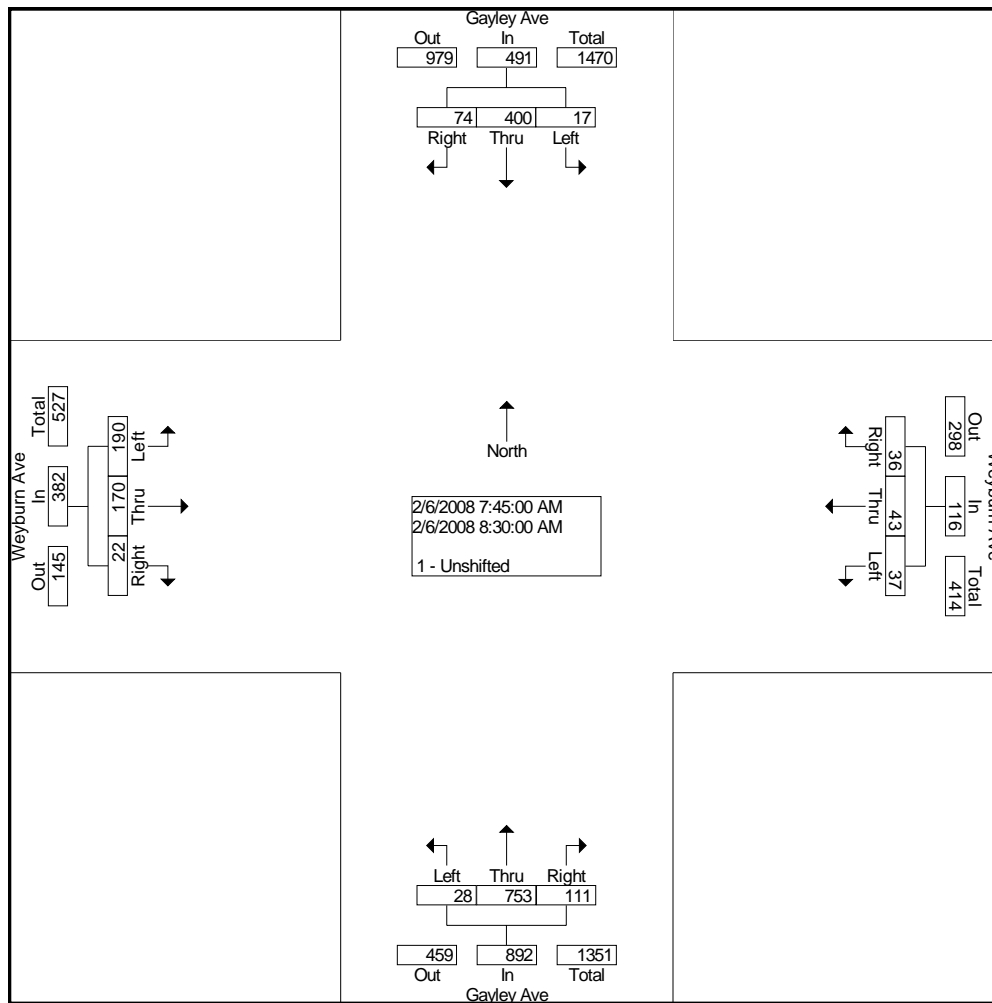 Gayley Ave
Out In Total
979 491 1470
74 400 17
Right Thru Left
Weyburn Ave
Total In Out
527 382 145
190 170 22
Left Thru Right
North
2/6/2008 7:45:00 AM
2/6/2008 8:30:00 AM
1 - Unshifted
Right Thru Left
36 43 37
Out In Total
298 116 414
Weyburn Ave
Left Thru Right
28 753 111
459 892 1351
Out In Total
Gayley Ave